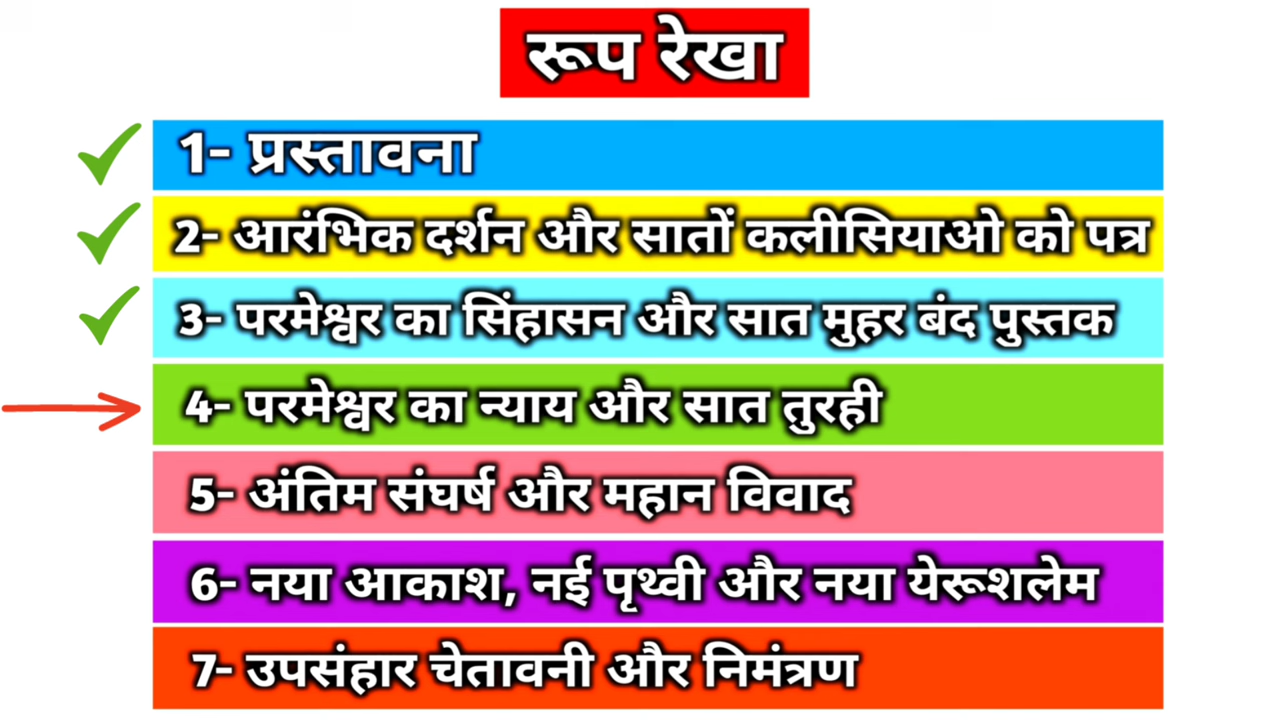 रूप रेखा
1- प्रस्तावना
2- आरंभिक दर्शन और सातों कलीसियाओ को पत्र
3- परमेश्वर का सिंहासन और सात मुहर बंद पुस्तक
4- परमेश्वर का न्याय और सात तुरही
5- अंतिम संघर्ष और महान विवाद
6- नया आकाश, नई पृथ्वी और नया येरूशलेम
7- उपसंहार चेतावनी और निमंत्रण